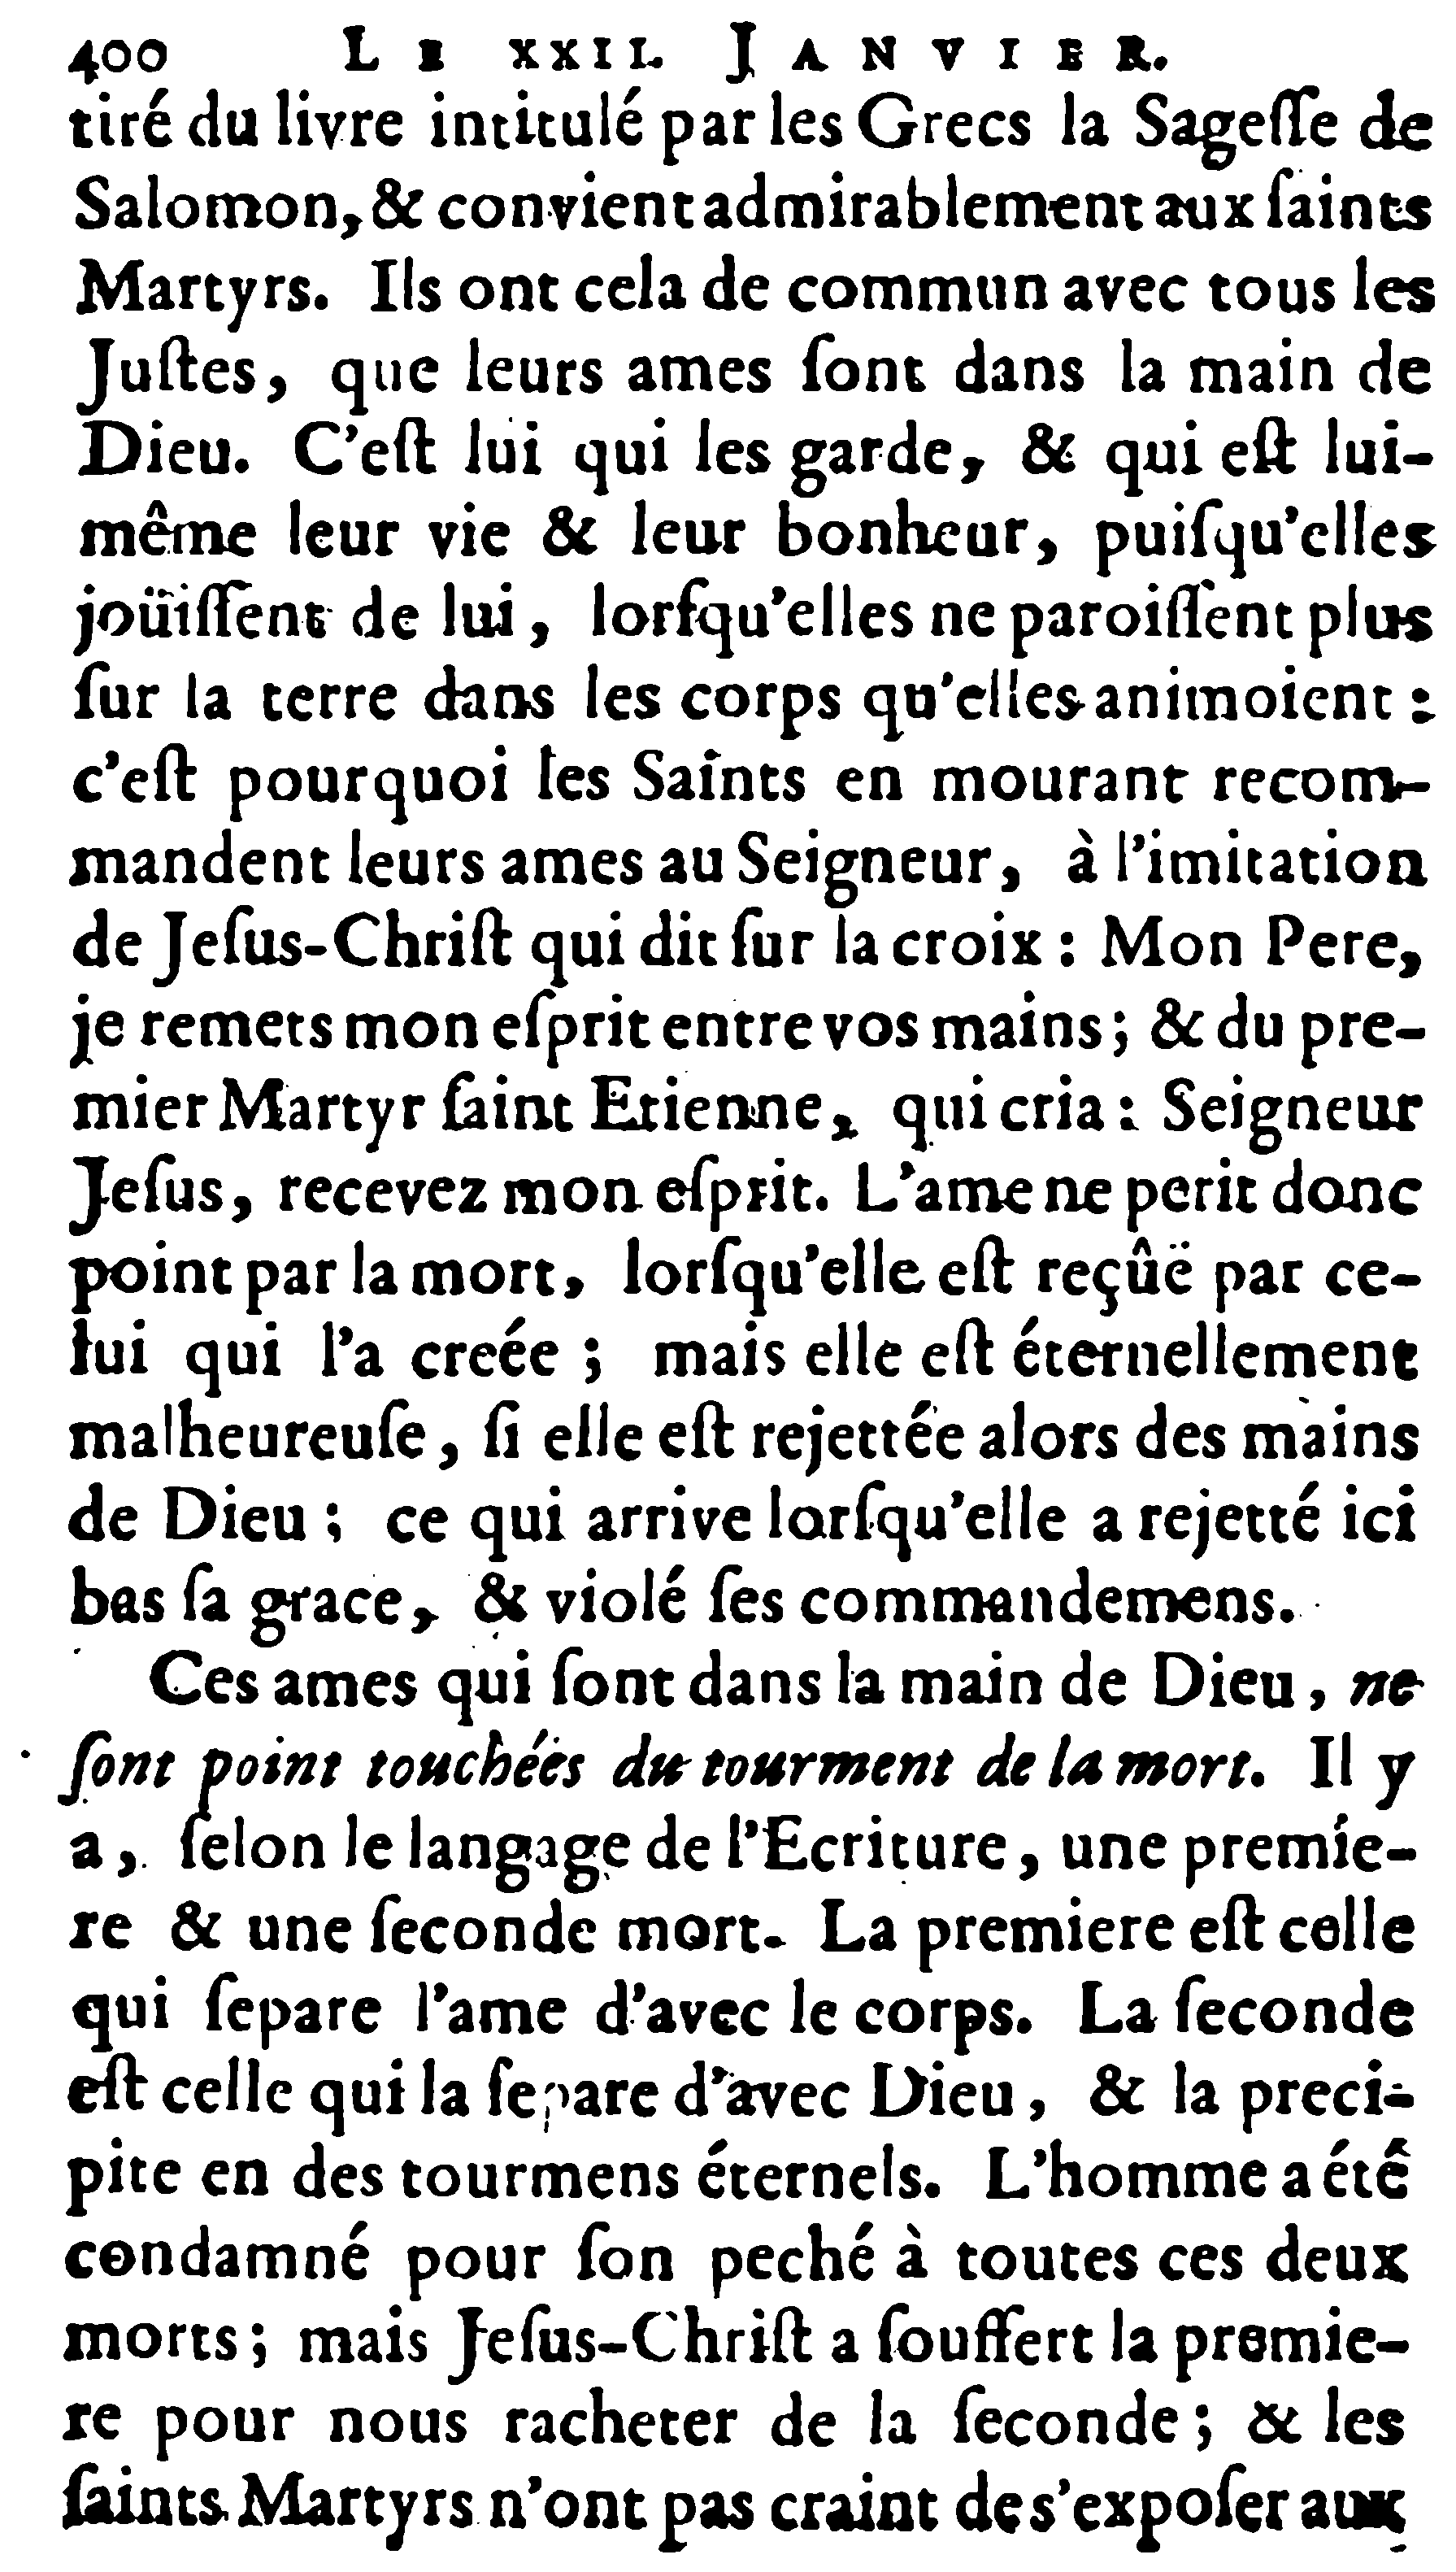 400 LE XXII. JANVIER.
tiré du livre intitulé par les Grecs la Sageſſe de
Salomon, & convient admirablement aux ſaints
Martyrs. Ils ont cela de commun avec tous les
Juſtes, que leurs ames ſont dans la main de
Dieu. C'eſt lui qui les garde, & qui eſt lui-
même leur vie & leur bonheur, puiſqu'elles
joüiſſent de lui, lorſqu'elles ne paroiſſent plus
ſur la terre dans les corps qu'elles animoient :
c'eſt pourquoi les Saints en mourant recom-
mandent leurs ames au Seigneur, à l'imitation
de Jeſus-Chriſt qui dit ſur la croix : Mon Pere,
je remets mon eſprit entre vos mains ; & du pre-
mier Martyr ſaint Etienne, qui cria : Seigneur
Jeſus, recevez mon eſprit. L'ame ne perit donc
point par la mort, lorſqu'elle eſt reçûë par ce-
lui qui l'a creée ; mais elle eſt éternellement
malheureuſe, ſi elle eſt rejettée alors des mains
de Dieu ; ce qui arrive lorſqu'elle a rejetté ici
bas ſa grace, & violé ſes commandemens.
Ces ames qui ſont dans la main de Dieu, ne
ſont point touchées du tourment de la mort. Il y
a, ſelon le langage de l'Ecriture, une premie-
re & une ſeconde mort. La premiere eſt celle
qui ſepare l'ame d'avec le corps. La ſeconde
eſt celle qui la ſepare d'avec Dieu, & la preci-
pite en des tourmens éternels. L'homme a été
condamné pour ſon peché à toutes ces deux
morts ; mais Jeſus-Chriſt a ſouffert la premie-
re pour nous racheter de la ſeconde ; & les
ſaints Martyrs n'ont pas craint de s'expoſer aux